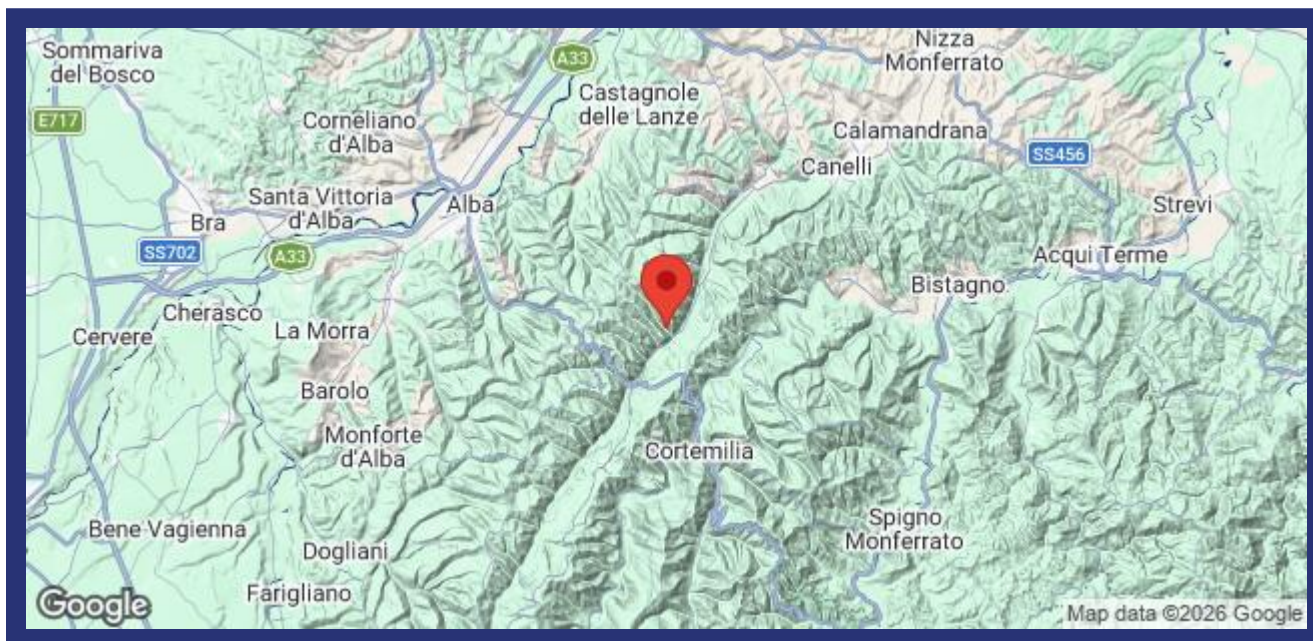 Sommariva
del Bosco
Nizza
Monferrato
A33
Castagnole
delle Lanze
E717
Corneliano
d'Alba
Calamandrana
SS456
Canelli
Santa Vittoria
d'Alba
Alba
Strevi
Bra
SS702
A33
Acqui Terme
Bistagno
Cherasco
La Morra
Cervere
Barolo
Monforte
d'Alba
Cortemilia
Bene Vagienna
Spigno
Monferrato
Dogliani
Farigliano
Google
Map data ©2026 Google